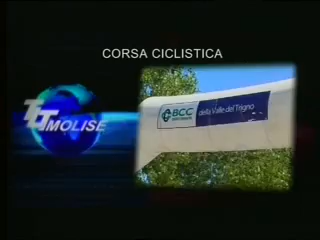 CORSA CICLISTICA
TT
MOLISE
BCC
della Valle del Trigno